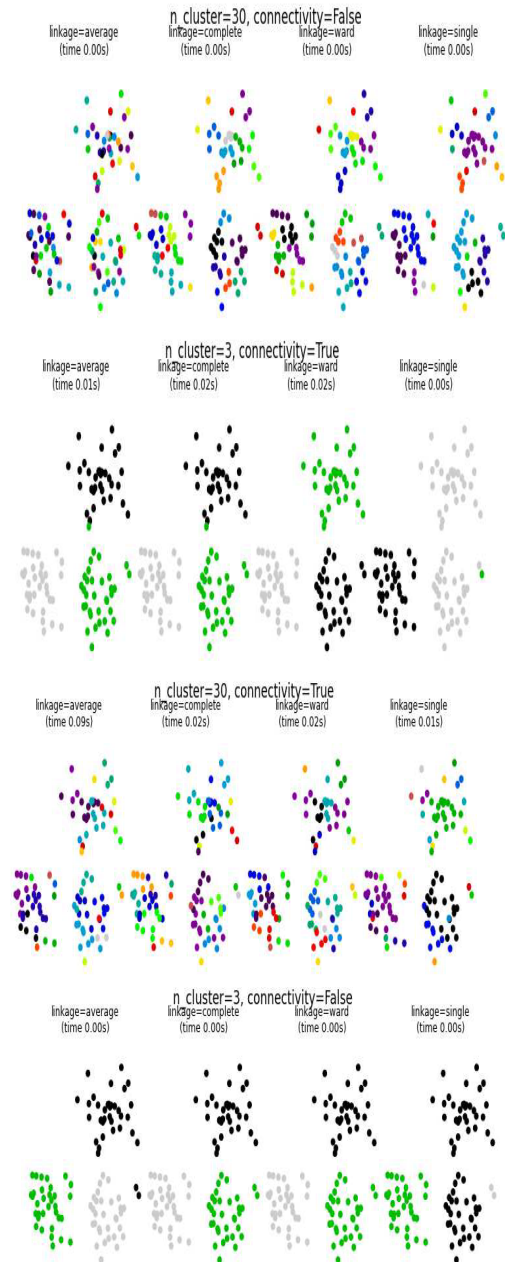 n_cluster=30, connectivity=False
linkage=average linkage=complete linkage=ward linkage=single
(time 0.00s) (time 0.00s) (time 0.00s) (time 0.00s)
n_cluster=3, connectivity=True
linkage=average linkage=complete linkage=ward linkage=single
(time 0.01s) (time 0.02s) (time 0.02s) (time 0.00s)
n_cluster=30, connectivity=True
linkage=average linkage=complete linkage=ward linkage=single
(time 0.09s) (time 0.02s) (time 0.02s) (time 0.01s)
n_cluster=3, connectivity=False
linkage=average linkage=complete linkage=ward linkage=single
(time 0.00s) (time 0.00s) (time 0.00s) (time 0.00s)